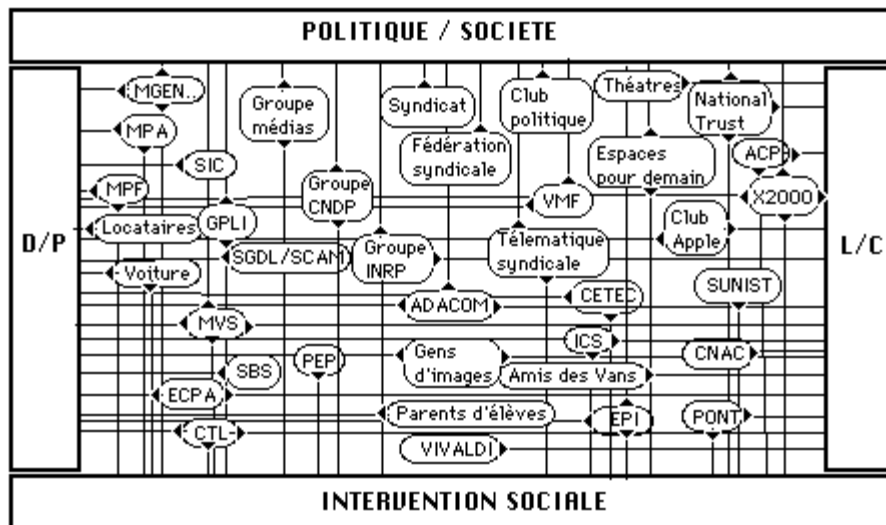 POLITIQUE / SOCIETE
D/P
L/C
MGEN..
Groupe
médias
Syndicat
Club
politique
Théatres
National
Trust
MPA
Fédération
syndicale
Espaces
pour demain
ACP
SIC
MPF
Groupe
CNDP
VMF
X2000
Locataires
GPLI
Club
Apple
SGDL/SCAM
Groupe
INRP
Télematique
syndicale
Voiture
SUNIST
ADACOM
CETEC
MVS
ICS
CNAC
SBS
PEP
Gens
d'images
Amis des Vans
ECPA
Parents d'élèves
EPI
PONT
CTL
VIVALDI
INTERVENTION SOCIALE